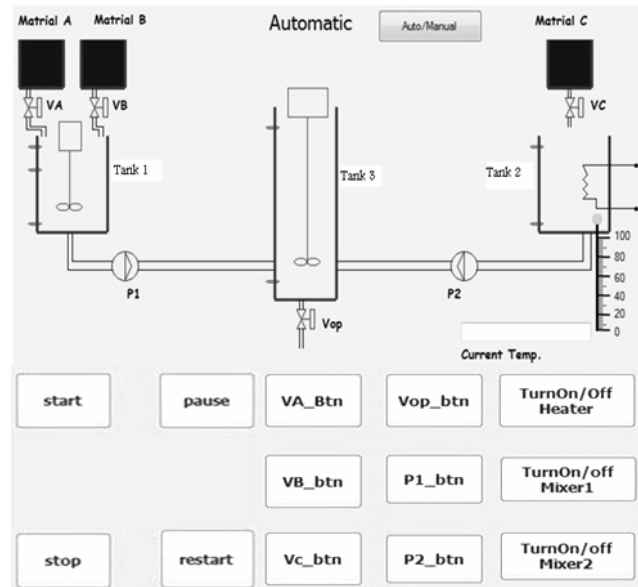 Matrial A
Matrial B
Automatic
Auto/Manual
Matrial C
VA
VB
VC
Tank 1
Tank 3
Tank 2
100
80
60
40
20
0
P1
P2
Vop
Current Temp.
start
pause
VA_Btn
Vop_btn
TurnOn/Off
Heater
VB_btn
P1_btn
TurnOn/off
Mixer1
stop
restart
Vc_btn
P2_btn
TurnOn/off
Mixer2